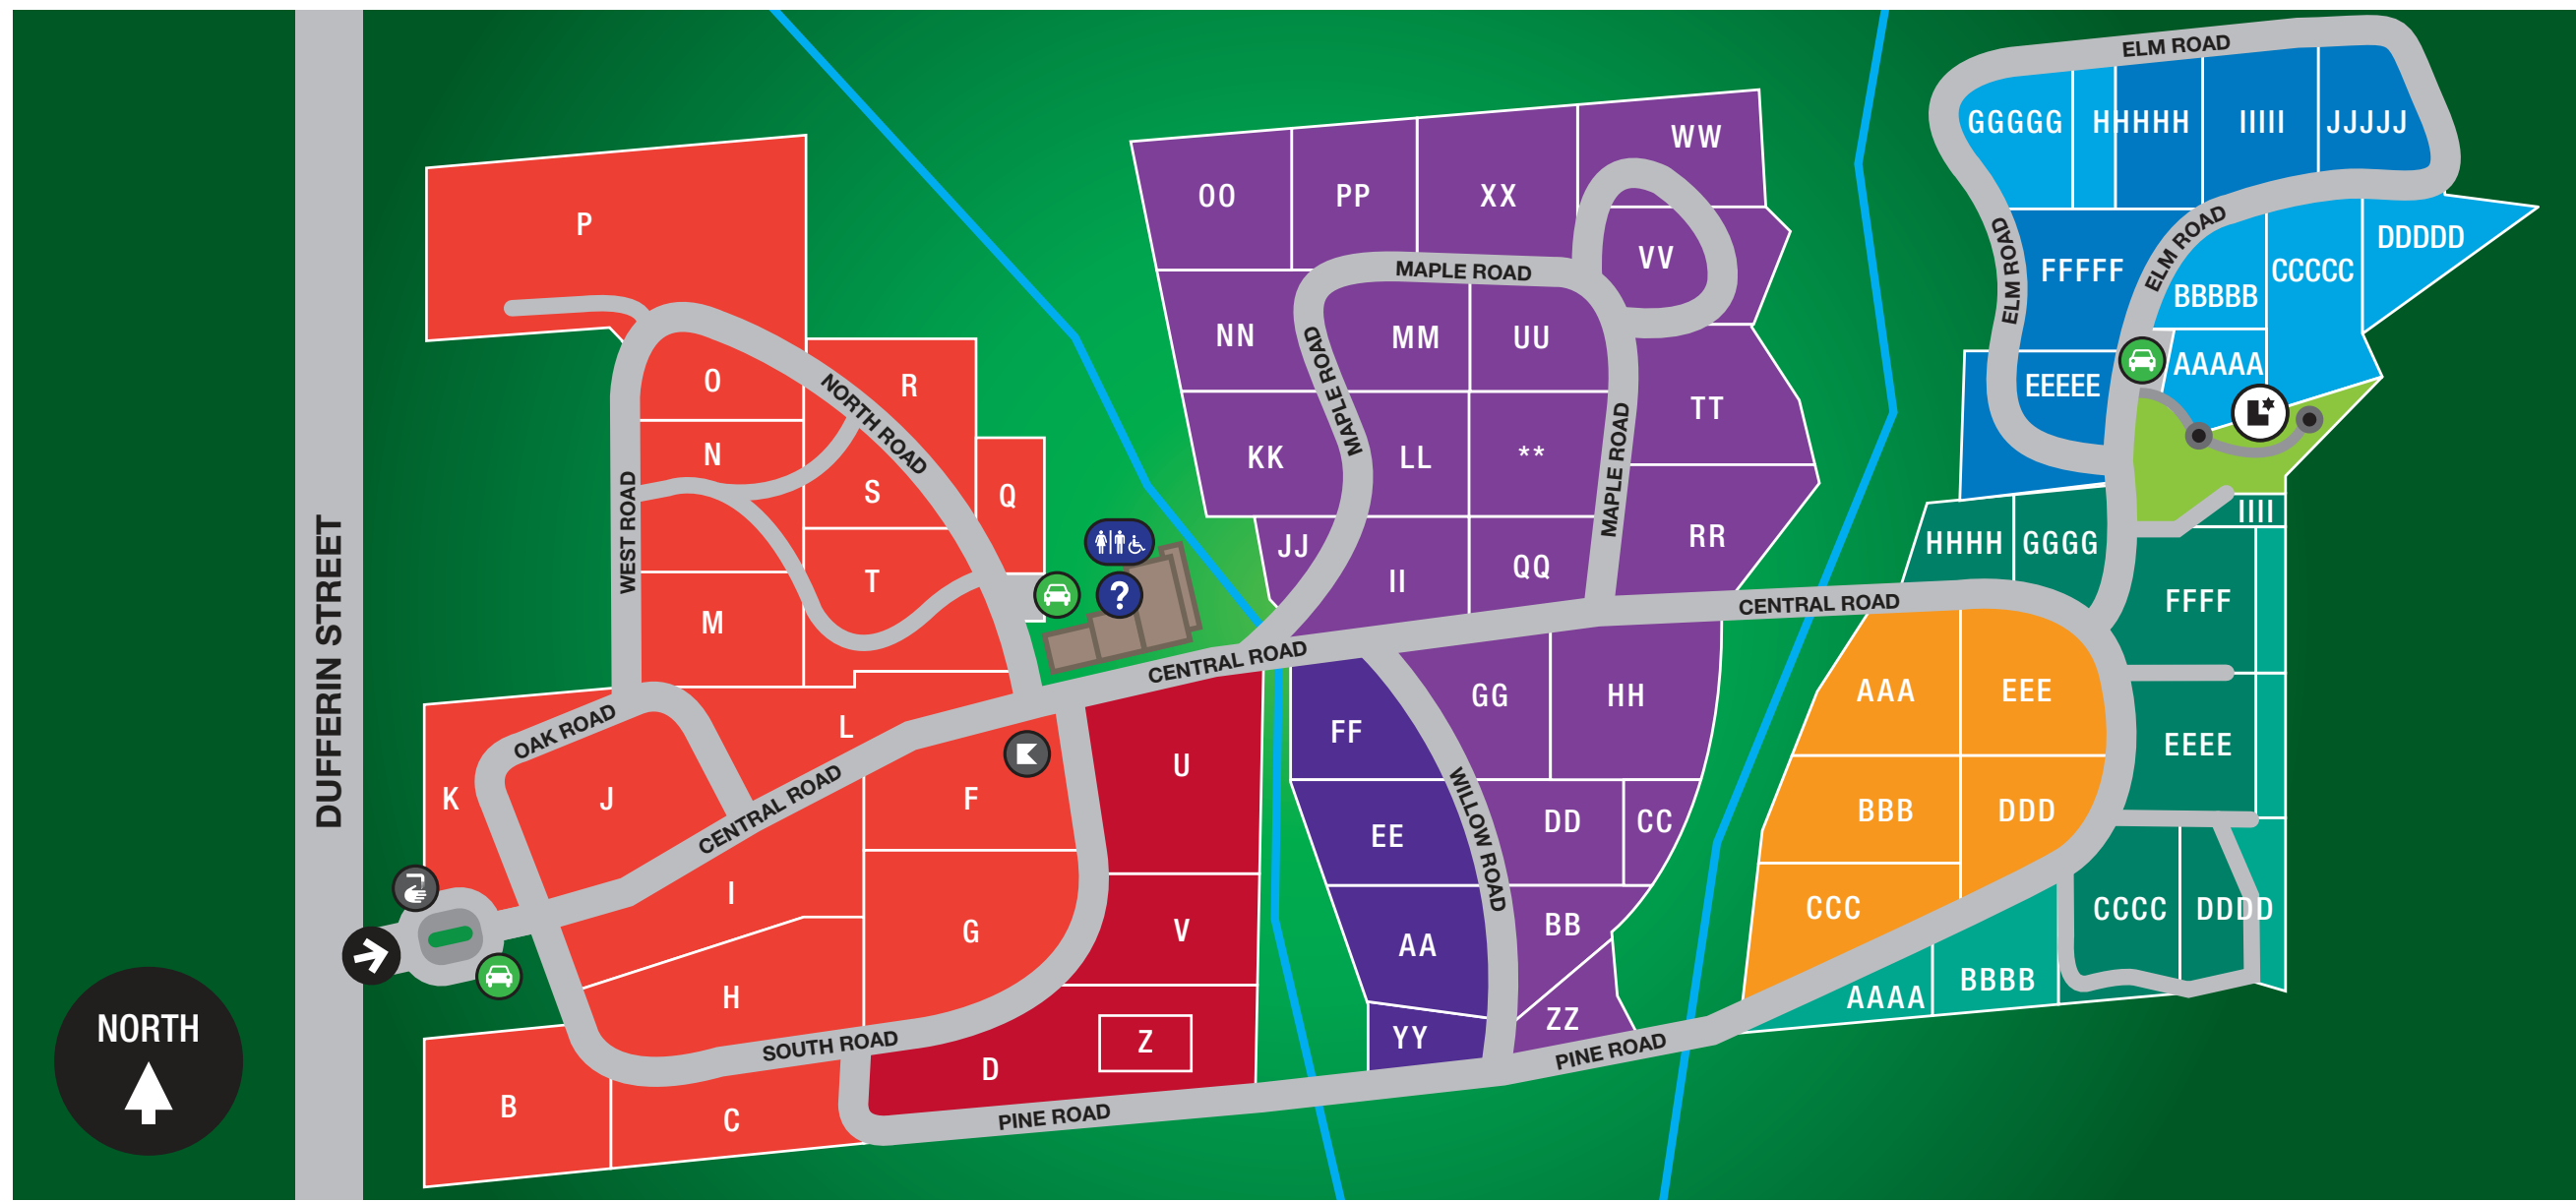 DUFFERIN STREET
NORTH
P
O
N
M
R
S
T
Q
WEST ROAD
NORTH ROAD
OAK ROAD
K
J
L
CENTRAL ROAD
I
H
F
G
SOUTH ROAD
B
C
U
V
D
Z
PINE ROAD
?
CENTRAL ROAD
OO
PP
XX
WW
VV
MAPLE ROAD
NN
MM
UU
MAPLE ROAD
KK
LL
**
TT
MAPLE ROAD
JJ
II
QQ
RR
CENTRAL ROAD
FF
GG
HH
EE
DD
CC
WILLOW ROAD
AA
BB
YY
ZZ
PINE ROAD
AAA
EEE
BBB
DDD
CCC
AAAA
BBBB
CCCC
DDDD
EEEE
FFFF
GGGG
HHHH
IIII
ELM ROAD
GGGGG
HHHHH
IIIII
JJJJJ
ELM ROAD
ELM ROAD
FFFFF
EEEEE
BBBBB
CCCCC
DDDDD
AAAAA